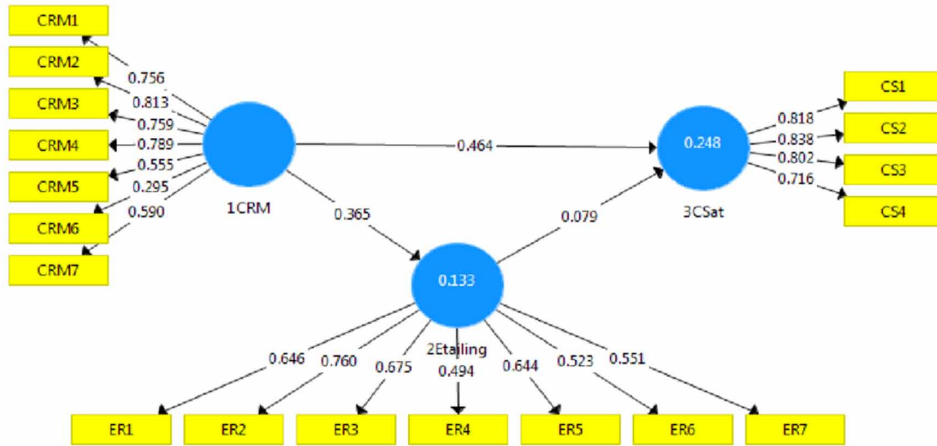 CRM1
CRM2
CRM3
CRM4
CRM5
CRM6
CRM7
0.756
0.813
0.759
0.789
0.555
0.295
0.590
1CRM
0.464
0.365
0.248
3CSat
0.079
0.818
0.838
0.802
0.716
CS1
CS2
CS3
CS4
0.133
2Etailing
0.646
0.760
0.675
0.494
0.644
0.523
0.551
ER1
ER2
ER3
ER4
ER5
ER6
ER7